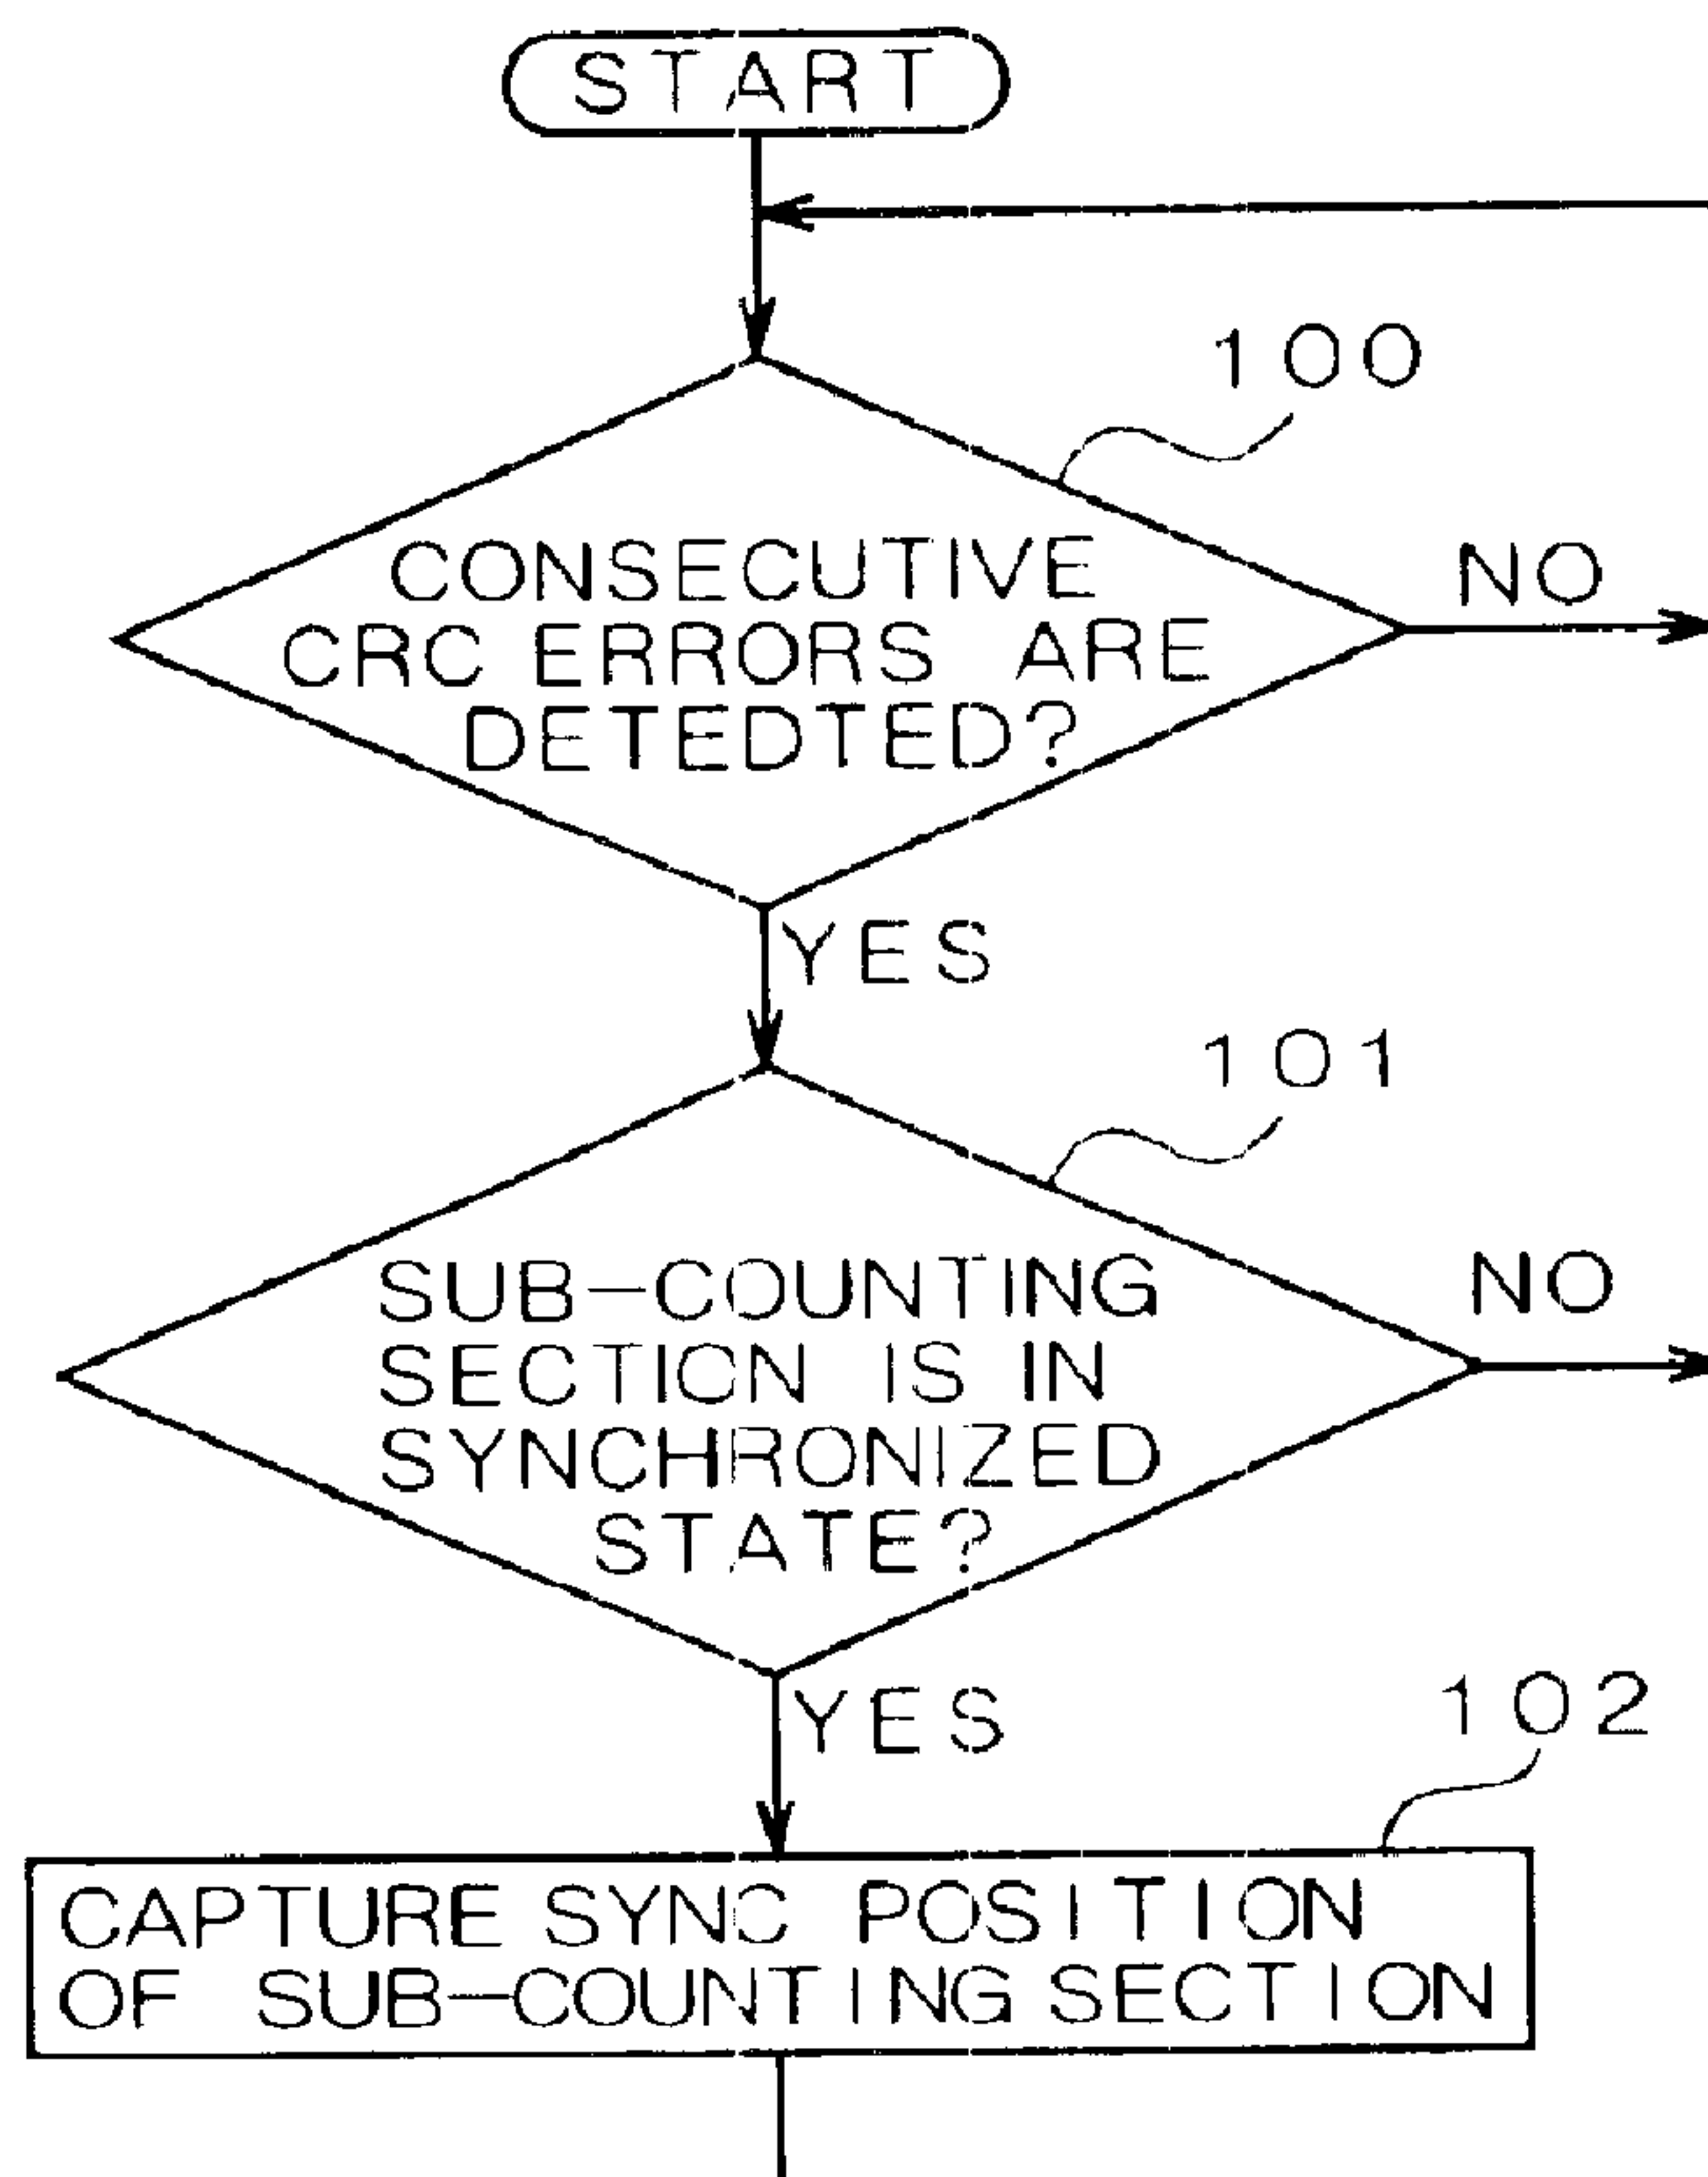 START
100
CONSECUTIVE
CRC ERRORS ARE
DETEDTED?
NO
YES
101
SUB-COUNTING
SECTION IS IN
SYNCHRONIZED
STATE?
NO
YES
102
CAPTURE SYNC POSITION
OF SUB-COUNTING SECTION